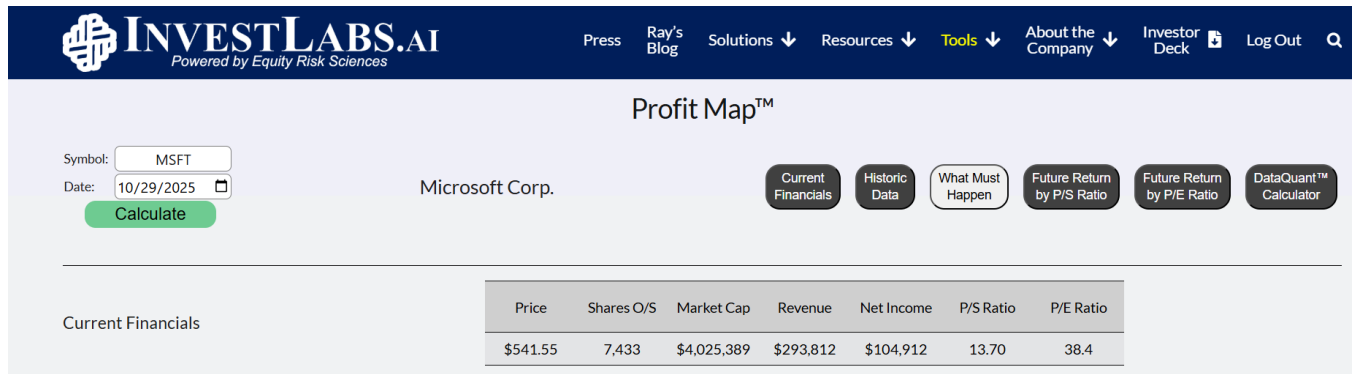 INVESTLABS.AI
Powered by Equity Risk Sciences
Press
Ray's Blog
Solutions
Resources
Tools
About the Company
Investor Deck
Log Out
Profit Map™
Symbol: MSFT
Date: 10/29/2025
Calculate
Microsoft Corp.
Current Financials
Historic Data
What Must Happen
Future Return by P/S Ratio
Future Return by P/E Ratio
DataQuant™ Calculator
Current Financials
Price Shares O/S Market Cap Revenue Net Income P/S Ratio P/E Ratio
$541.55 7,433 $4,025,389 $293,812 $104,912 13.70 38.4